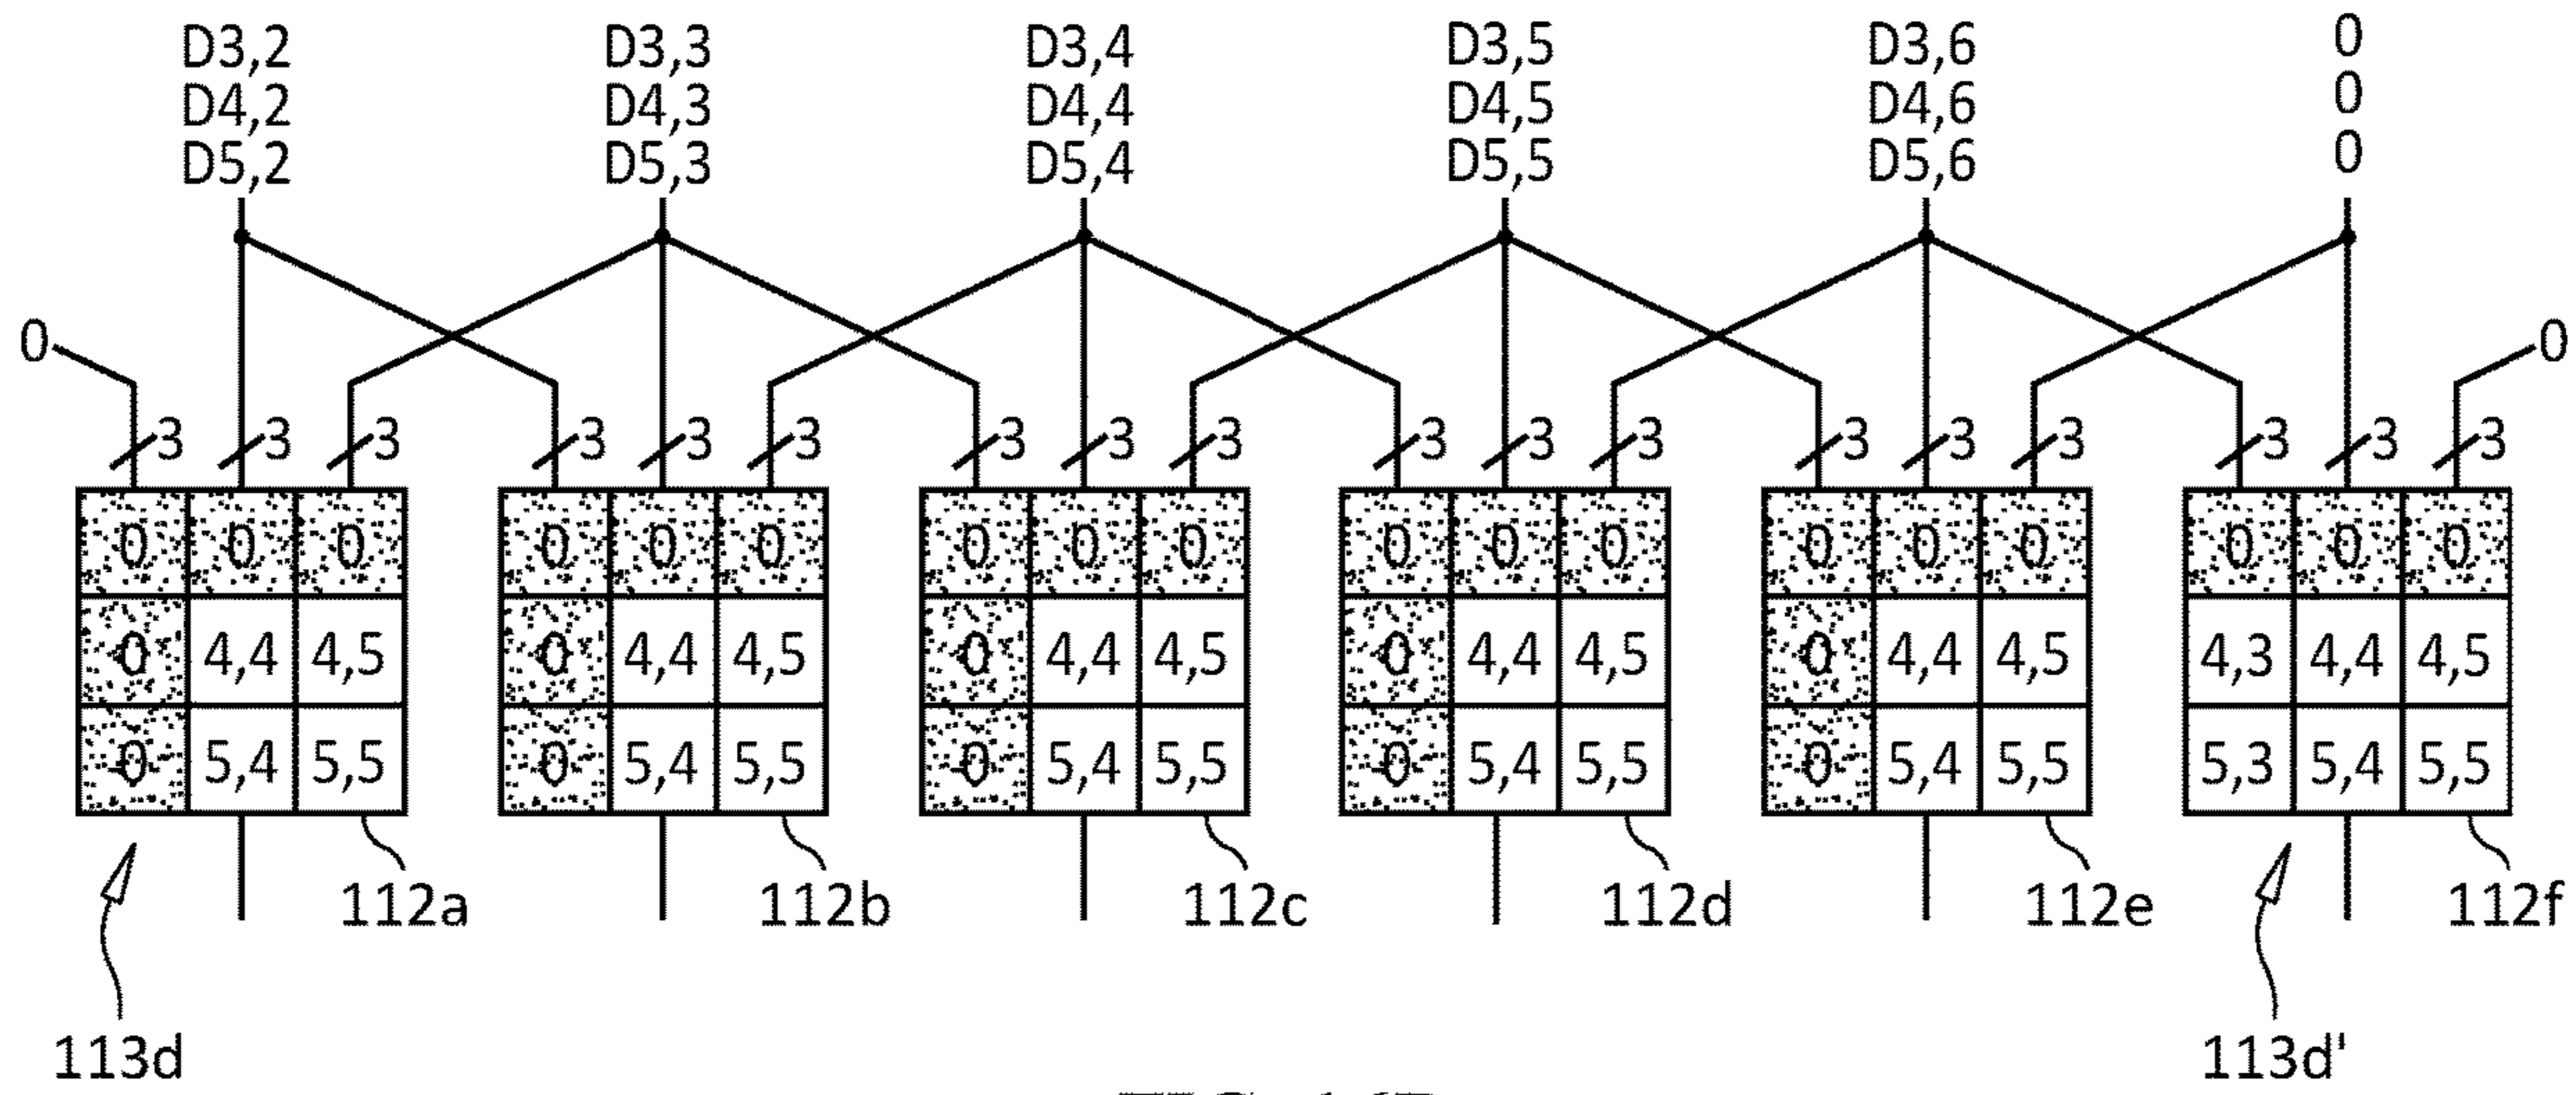 D3,2 D3,3 D3,4 D3,5 D3,6 0
D4,2 D4,3 D4,4 D4,5 D4,6 0
D5,2 D5,3 D5,4 D5,5 D5,6 0
0 0
3 3 3 3 3 3 3 3 3 3 3 3 3 3 3 3 3 3
0 0 0 0 0 0 0 0 0 0 0 0 0 0 0 0 0 0
0 4,4 4,5 0 4,4 4,5 0 4,4 4,5 0 4,4 4,5 0 4,4 4,5 4,3 4,4 4,5
0 5,4 5,5 0 5,4 5,5 0 5,4 5,5 0 5,4 5,5 0 5,4 5,5 5,3 5,4 5,5
112a 112b 112c 112d 112e 112f
113d 113d'